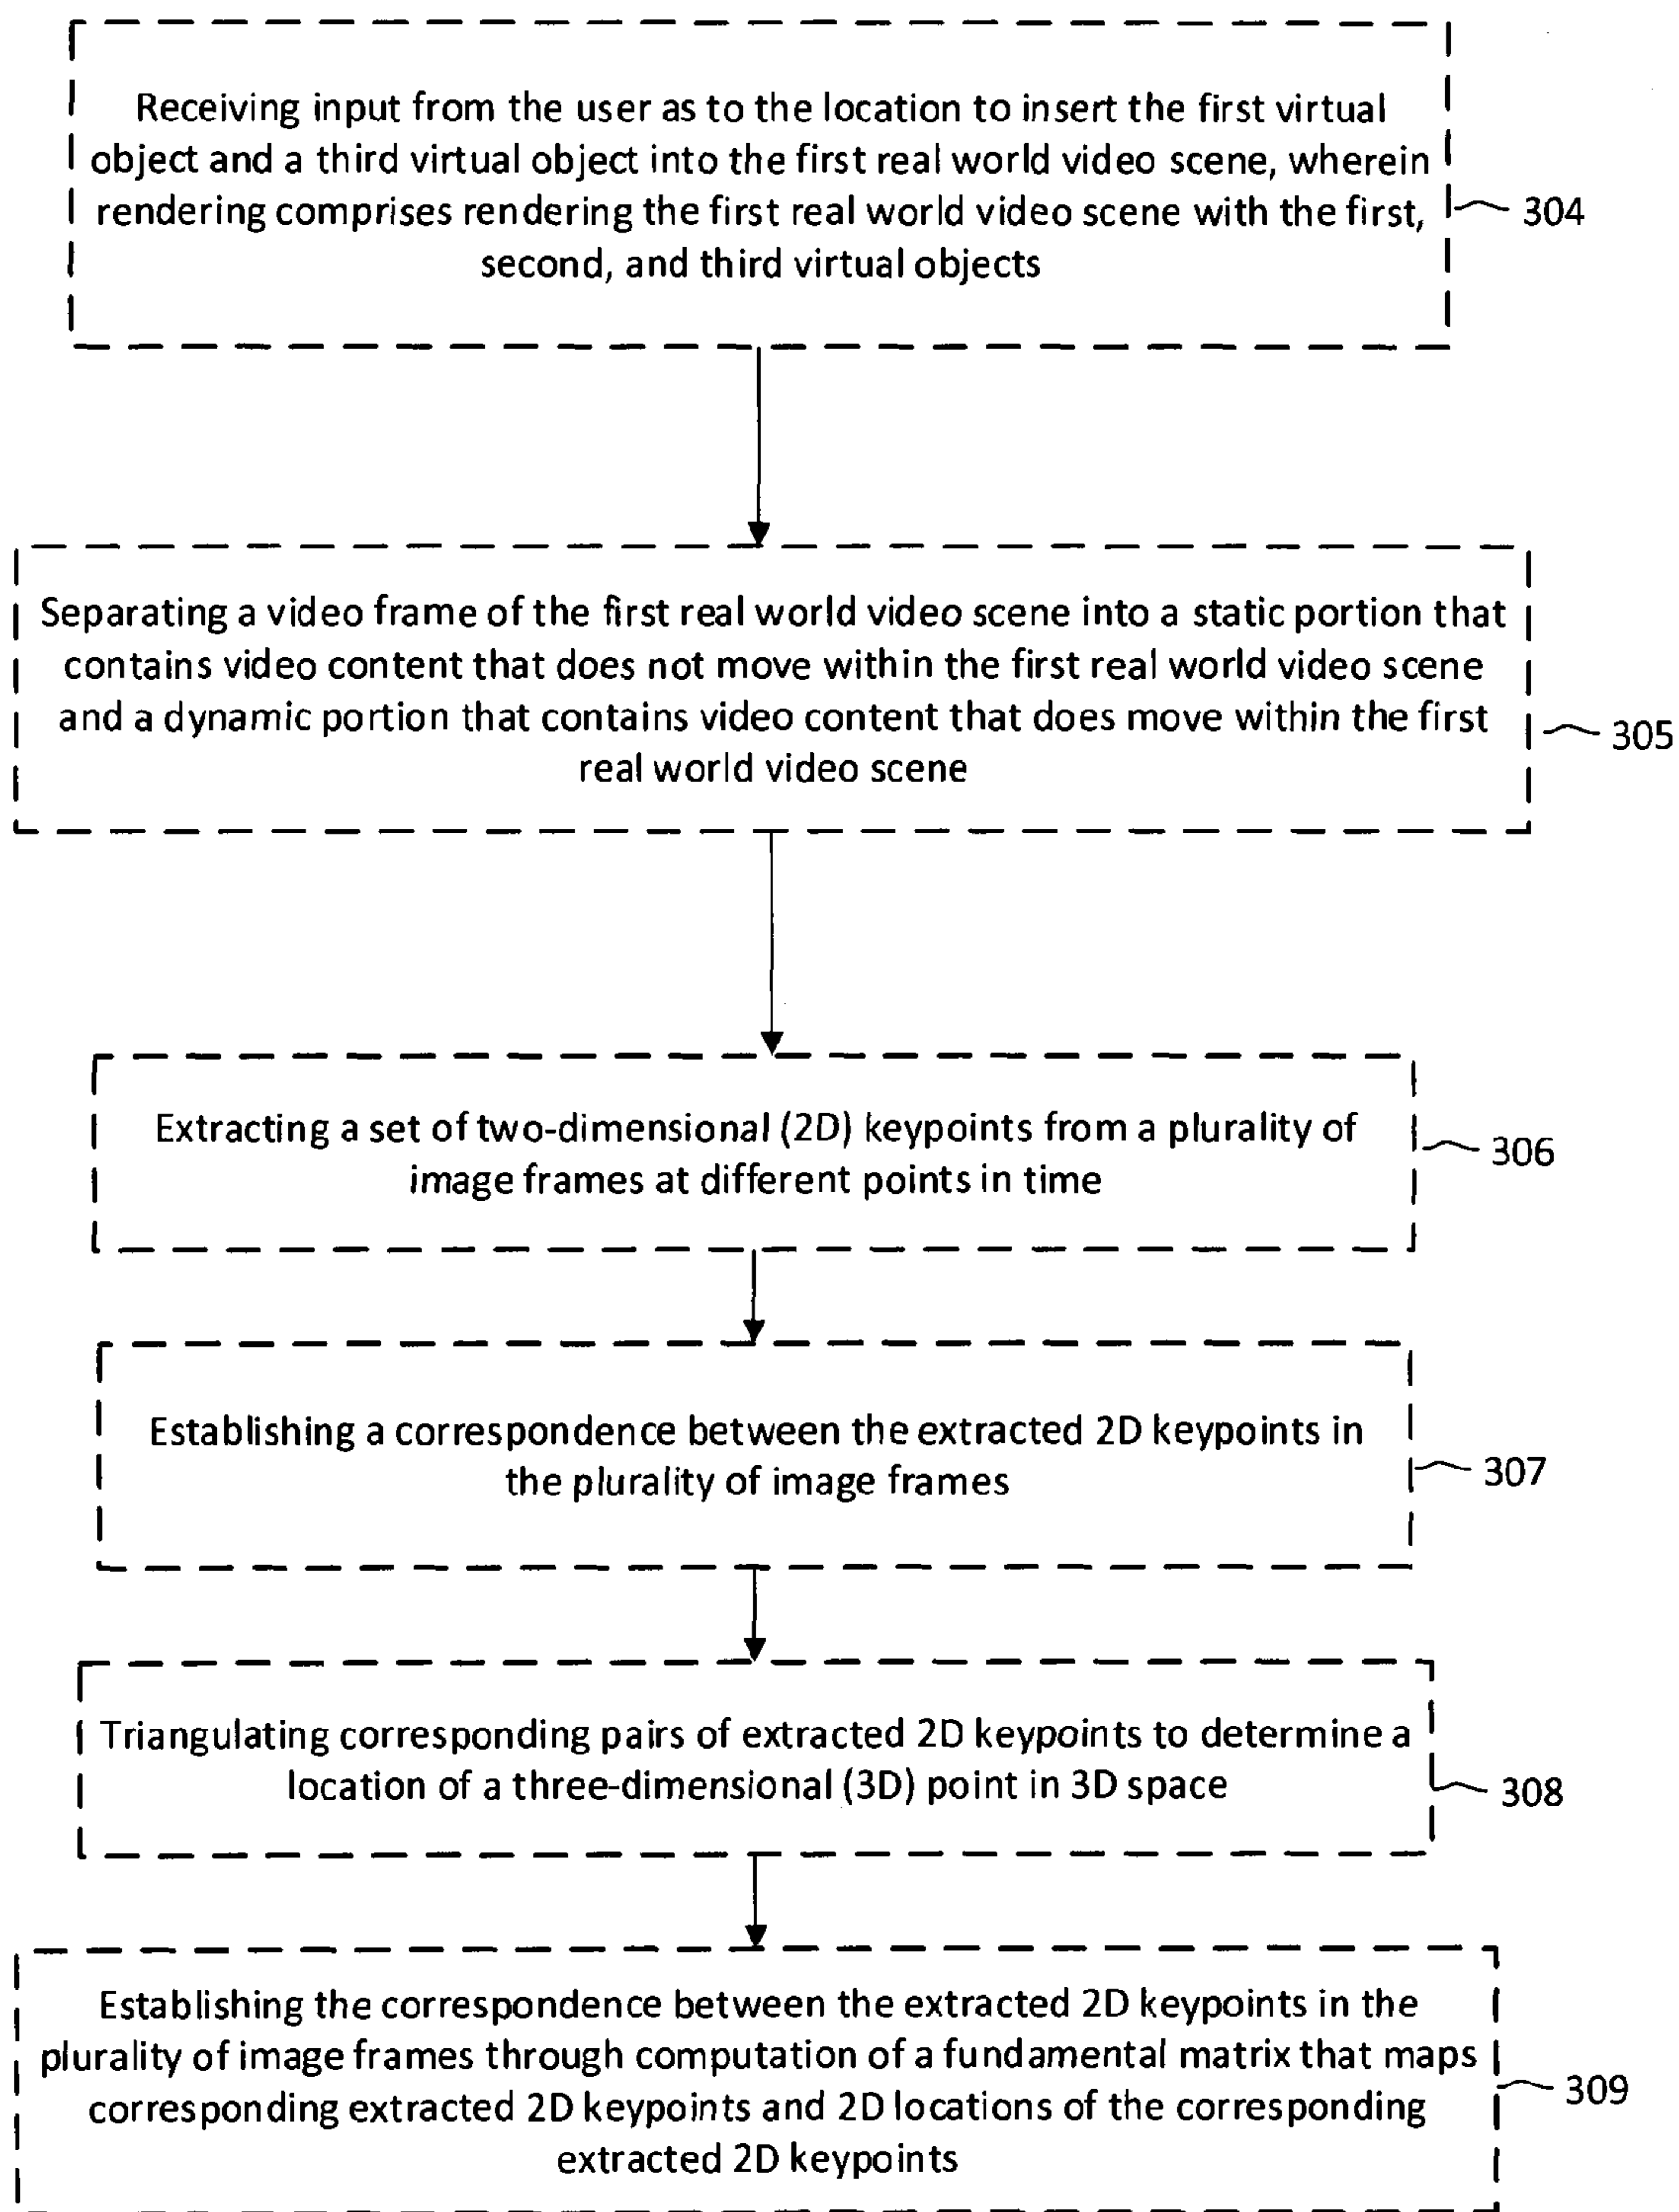 Receiving input from the user as to the location to insert the first virtual
object and a third virtual object into the first real world video scene, wherein
rendering comprises rendering the first real world video scene with the first,
second, and third virtual objects
304
Separating a video frame of the first real world video scene into a static portion that
contains video content that does not move within the first real world video scene
and a dynamic portion that contains video content that does move within the first
real world video scene
305
Extracting a set of two-dimensional (2D) keypoints from a plurality of
image frames at different points in time
306
Establishing a correspondence between the extracted 2D keypoints in
the plurality of image frames
307
Triangulating corresponding pairs of extracted 2D keypoints to determine a
location of a three-dimensional (3D) point in 3D space
308
Establishing the correspondence between the extracted 2D keypoints in the
plurality of image frames through computation of a fundamental matrix that maps
corresponding extracted 2D keypoints and 2D locations of the corresponding
extracted 2D keypoints
309